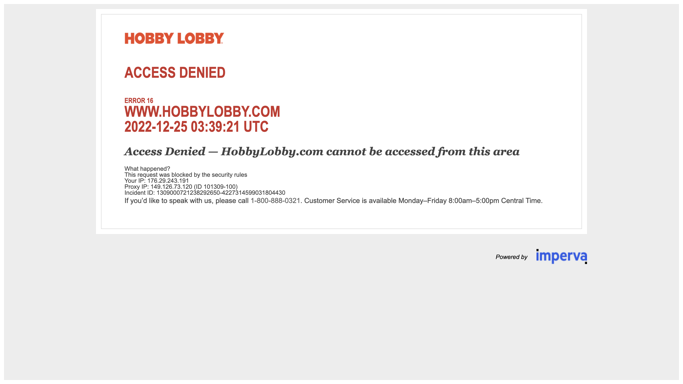 HOBBY LOBBY
ACCESS DENIED
ERROR 16
WWW.HOBBYLOBBY.COM
2022-12-25 03:39:21 UTC
Access Denied — HobbyLobby.com cannot be accessed from this area
What happened?
This request was blocked by the security rules
Your IP: 176.29.243.191
Proxy IP: 149.126.73.120 (ID 101309-100)
Incident ID: 1309000721238292650-4227314599031804430
If you'd like to speak with us, please call 1-800-888-0321. Customer Service is available Monday–Friday 8:00am–5:00pm Central Time.
Powered by imperva